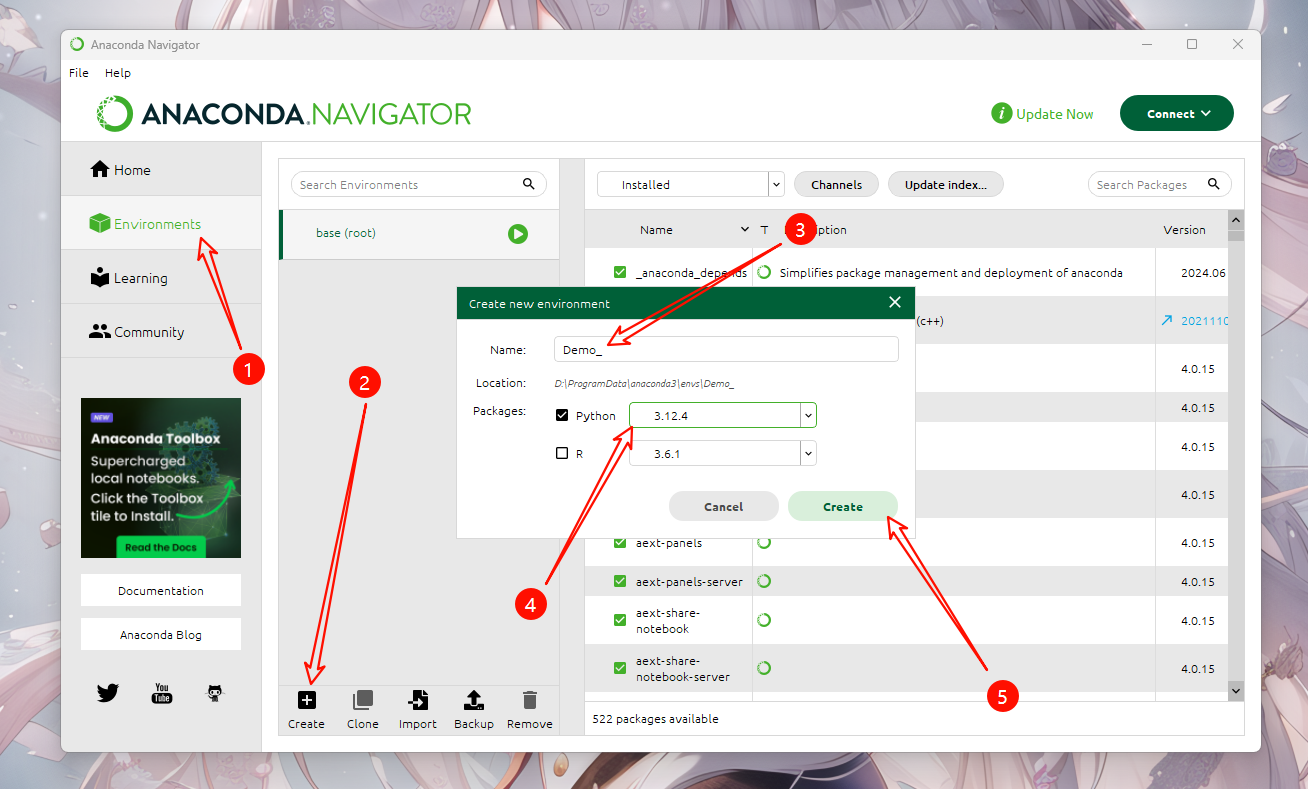 Anaconda Navigator
File Help
ANACONDA.NAVIGATOR
i Update Now
Connect
Home
Environments
Learning
Community
1
NEW
Anaconda Toolbox
Supercharged
local notebooks.
Click the Toolbox
tile to Install.
Read the Docs
Documentation
Anaconda Blog
You
Tube
Search Environments
base (root)
2
Create Clone Import Backup Remove
Installed
Channels
Update index...
Search Packages
Name T ption Version
3
_anaconda_depends Simplifies package management and deployment of anaconda 2024.06
(c++) 2021110
4.0.15
4.0.15
4.0.15
4.0.15
aext-panels 4.0.15
aext-panels-server 4.0.15
aext-share-
notebook 4.0.15
aext-share-
notebook-server 4.0.15
522 packages available
Create new environment
Name: Demo_
Location: D:\ProgramData\anaconda3\envs\Demo_
Packages: Python 3.12.4
R 3.6.1
Cancel Create
4
5